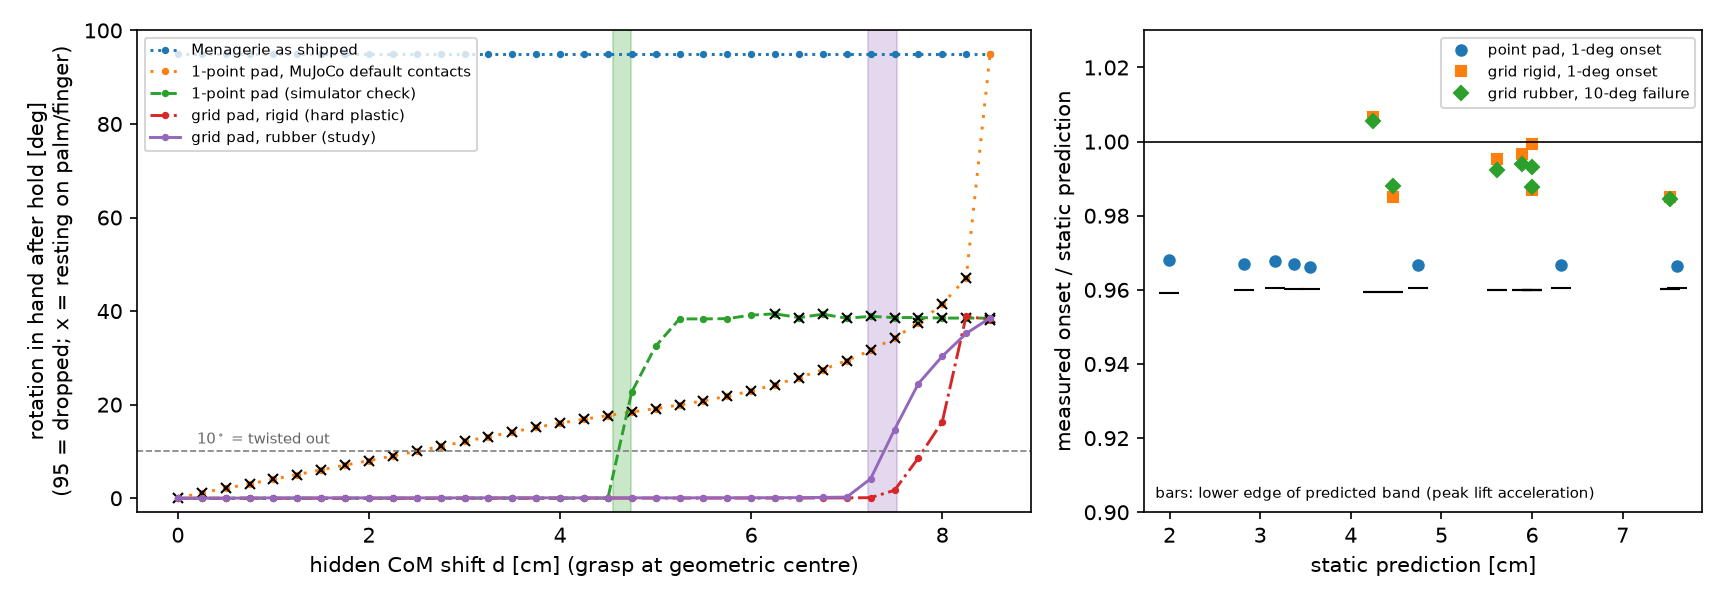 rotation in hand after hold [deg]
(95 = dropped; x = resting on palm/finger)
100
80
60
40
20
0
Menagerie as shipped
1-point pad, MuJoCo default contacts
1-point pad (simulator check)
grid pad, rigid (hard plastic)
grid pad, rubber (study)
10° = twisted out
0 2 4 6 8
hidden CoM shift d [cm] (grasp at geometric centre)
measured onset / static prediction
1.02
1.00
0.98
0.96
0.94
0.92
0.90
point pad, 1-deg onset
grid rigid, 1-deg onset
grid rubber, 10-deg failure
bars: lower edge of predicted band (peak lift acceleration)
2 3 4 5 6 7
static prediction [cm]